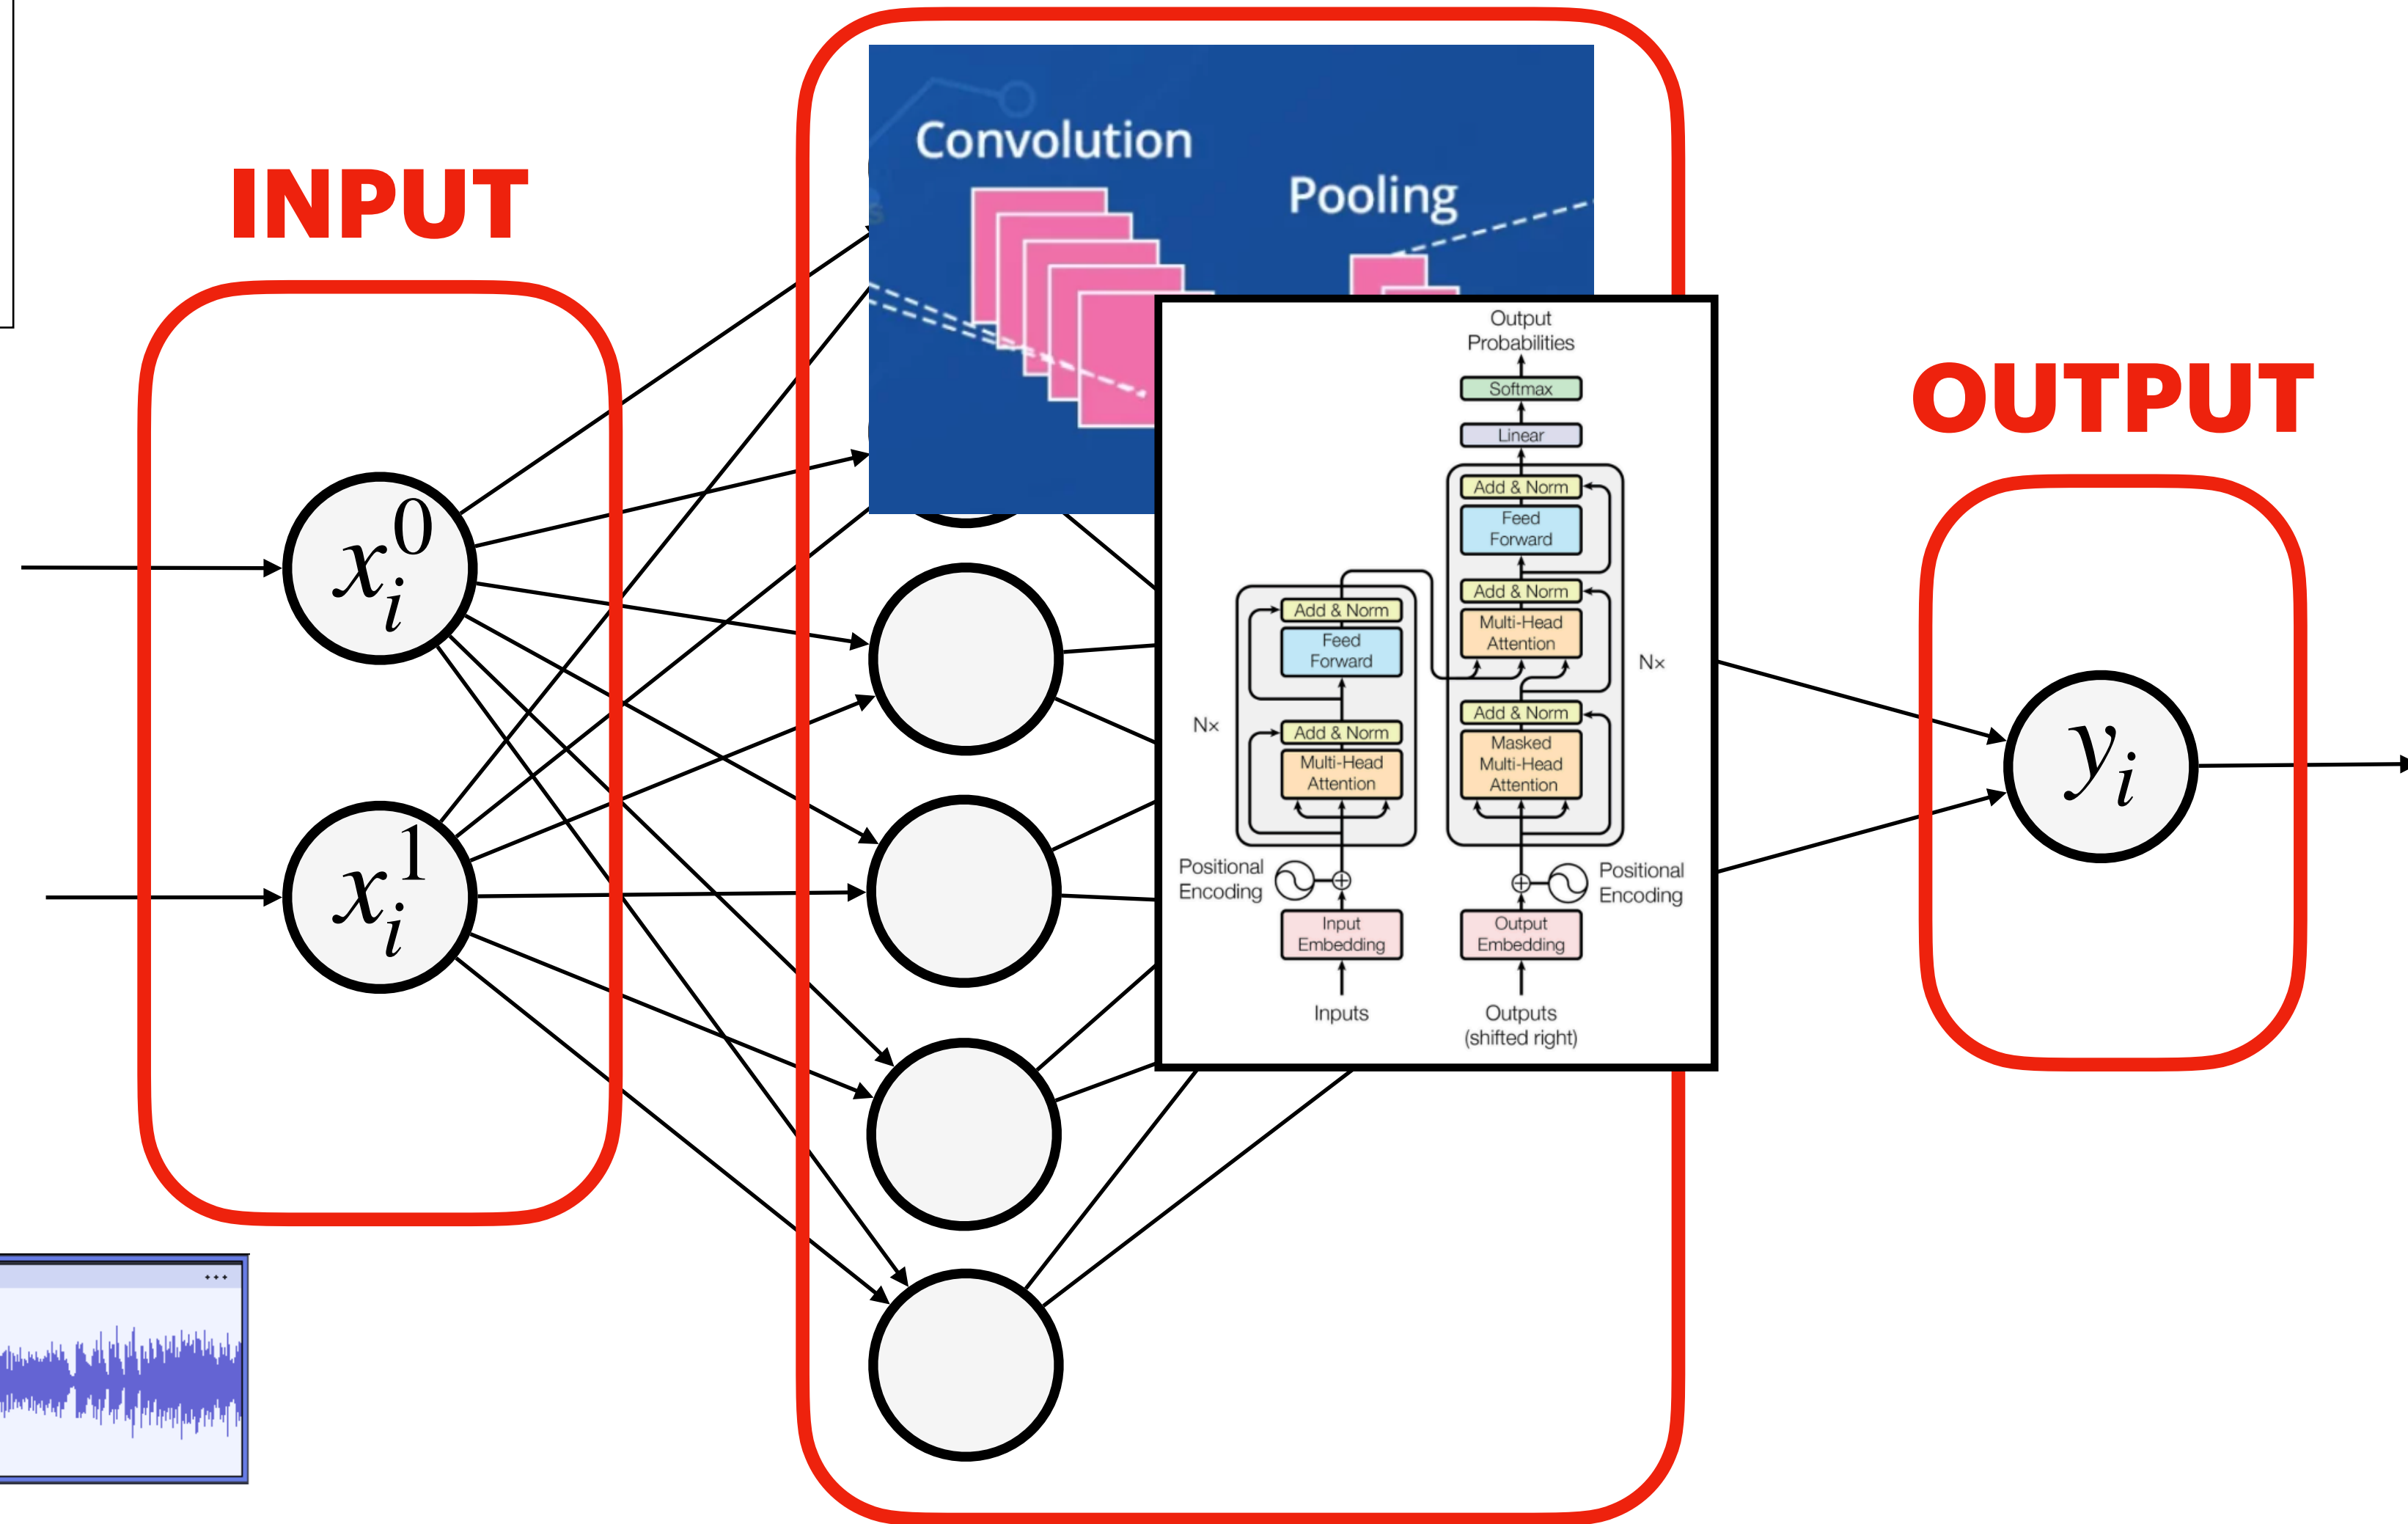 INPUT
x_i^0
x_i^1
Convolution
Pooling
Output
Probabilities
Softmax
Linear
Add & Norm
Feed
Forward
Add & Norm
Multi-Head
Attention
Nx
Add & Norm
Masked
Multi-Head
Attention
Add & Norm
Feed
Forward
Nx
Add & Norm
Multi-Head
Attention
Positional
Encoding
Positional
Encoding
Input
Embedding
Output
Embedding
Inputs
Outputs
(shifted right)
OUTPUT
y_i